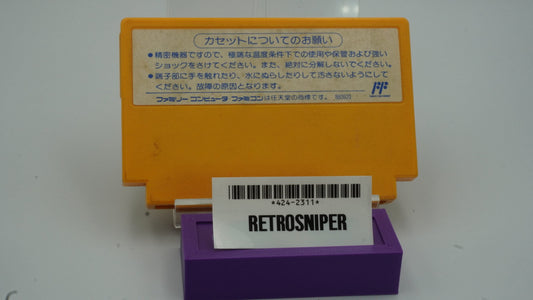 カセットについてのお願い
●精密機器ですので、極端な温度条件下での使用や保管および強い
ショックをさけてください。また、絶対に分解しないでください。
●端子部に手を触れたり、水にぬらしたりして汚さないようにして
ください。故障の原因となります。
ファミリー コンピュータ ファミコンは任天堂の商標です。
*424-2311*
RETROSNIPER